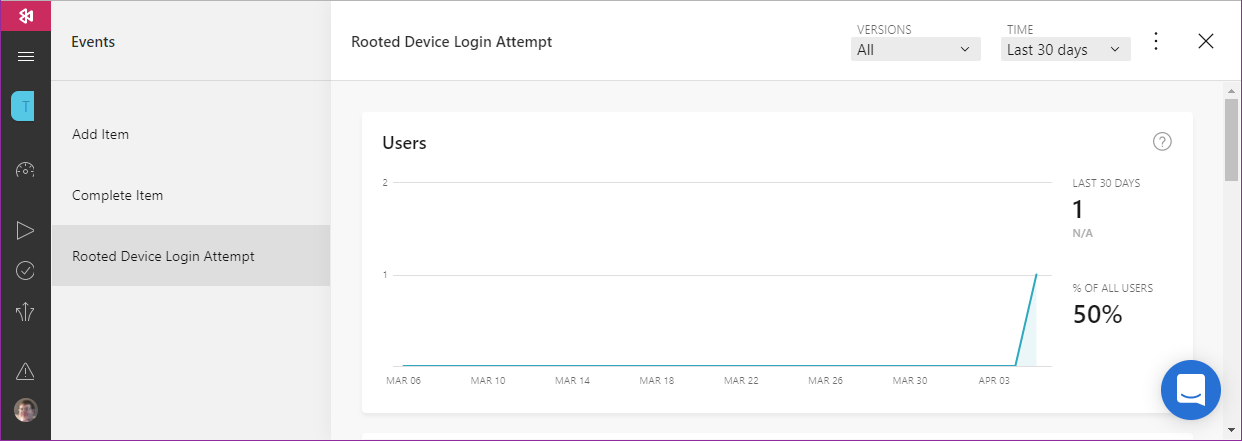 Events
Rooted Device Login Attempt
VERSIONS
All
TIME
Last 30 days
T
Add Item
Complete Item
Rooted Device Login Attempt
Users
?
2
1
MAR 06 MAR 10 MAR 14 MAR 18 MAR 22 MAR 26 MAR 30 APR 03
LAST 30 DAYS
1
N/A
% OF ALL USERS
50%